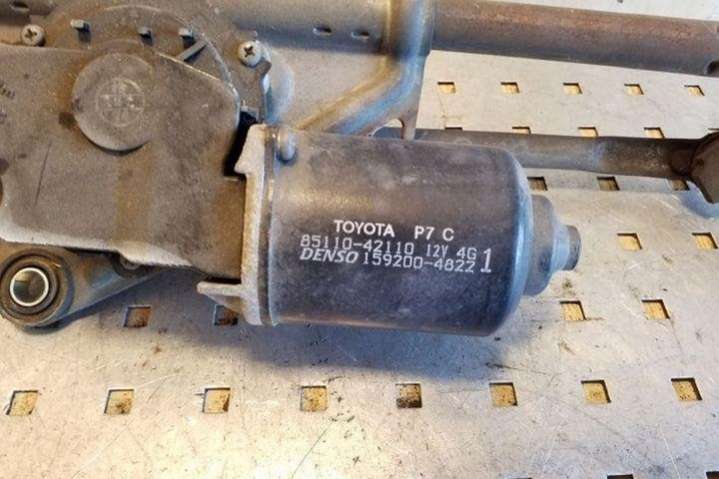 TOYOTA P7 C
85110-42110 12V 4G
DENSO 159200-4822 1